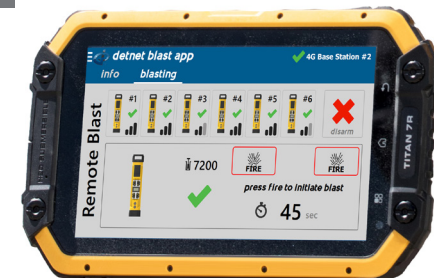 detnet blast app
4G Base Station #2
info blasting
Remote Blast
#1 #2 #3 #4 #5 #6
disarm
7200
FIRE FIRE
press fire to initiate blast
45 sec
TITAN 7R